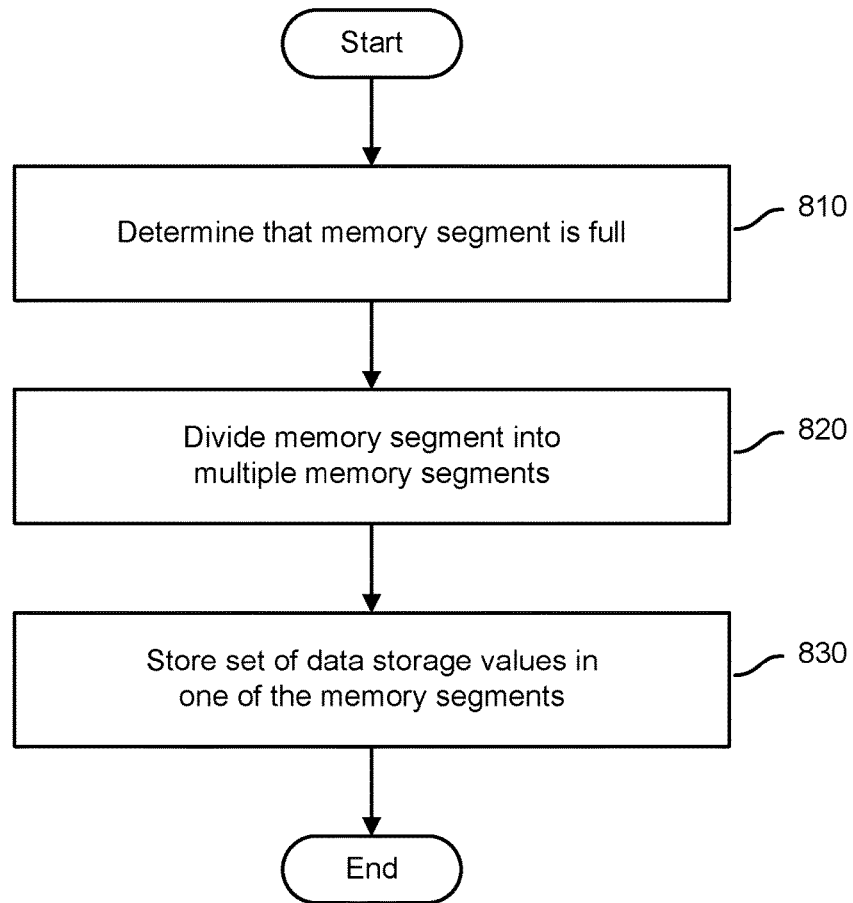 Start
Determine that memory segment is full
810
Divide memory segment into
multiple memory segments
820
Store set of data storage values in
one of the memory segments
830
End